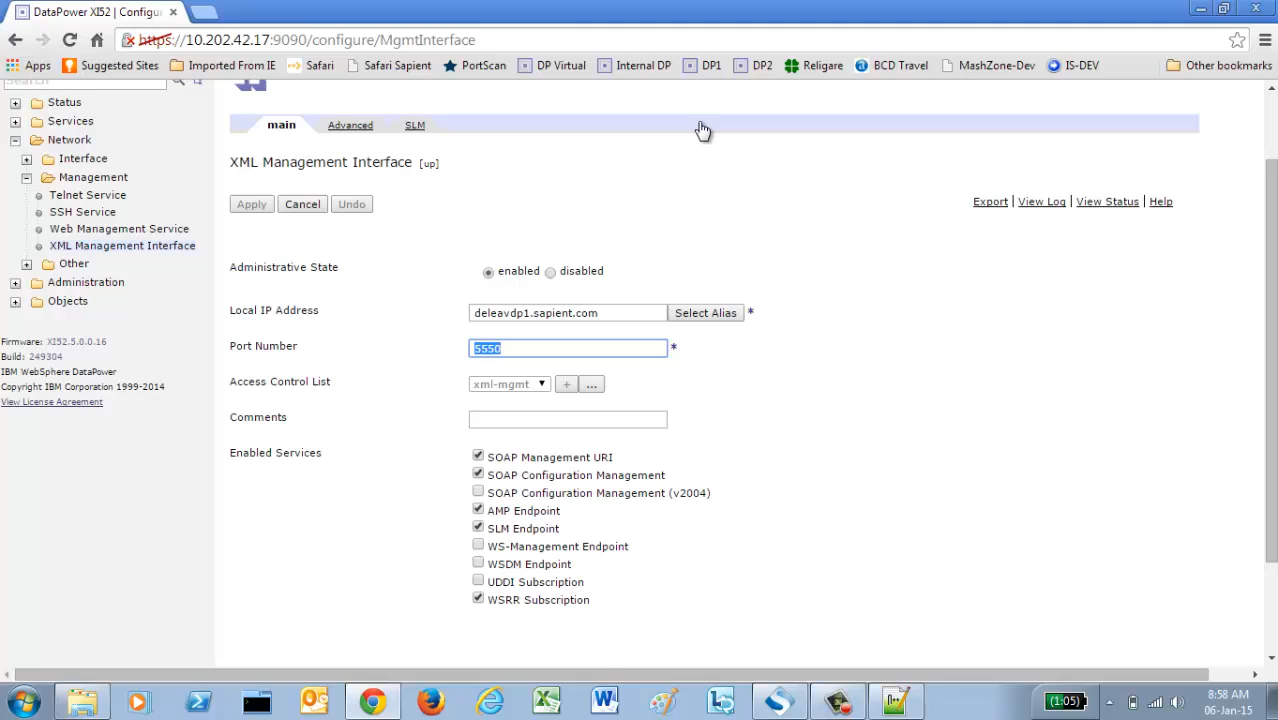 DataPower XI52 | Configu
https://10.202.42.17:9090/configure/MgmtInterface
Apps Suggested Sites Imported From IE Safari Safari Sapient PortScan DP Virtual Internal DP DP1 DP2 Religare BCD Travel MashZone-Dev IS-DEV Other bookmarks
Search
Status
Services
Network
Interface
Management
Telnet Service
SSH Service
Web Management Service
XML Management Interface
Other
Administration
Objects
Firmware: XI52.5.0.0.16
Build: 249304
IBM WebSphere DataPower
Copyright IBM Corporation 1999-2014
View License Agreement
main Advanced SLM
XML Management Interface [up]
Apply Cancel Undo
Export | View Log | View Status | Help
Administrative State enabled disabled
Local IP Address deleavdp1.sapient.com Select Alias *
Port Number 5550 *
Access Control List xml-mgmt + ...
Comments
Enabled Services
SOAP Management URI
SOAP Configuration Management
SOAP Configuration Management (v2004)
AMP Endpoint
SLM Endpoint
WS-Management Endpoint
WSDM Endpoint
UDDI Subscription
WSRR Subscription
(1:05)
8:58 AM
06-Jan-15